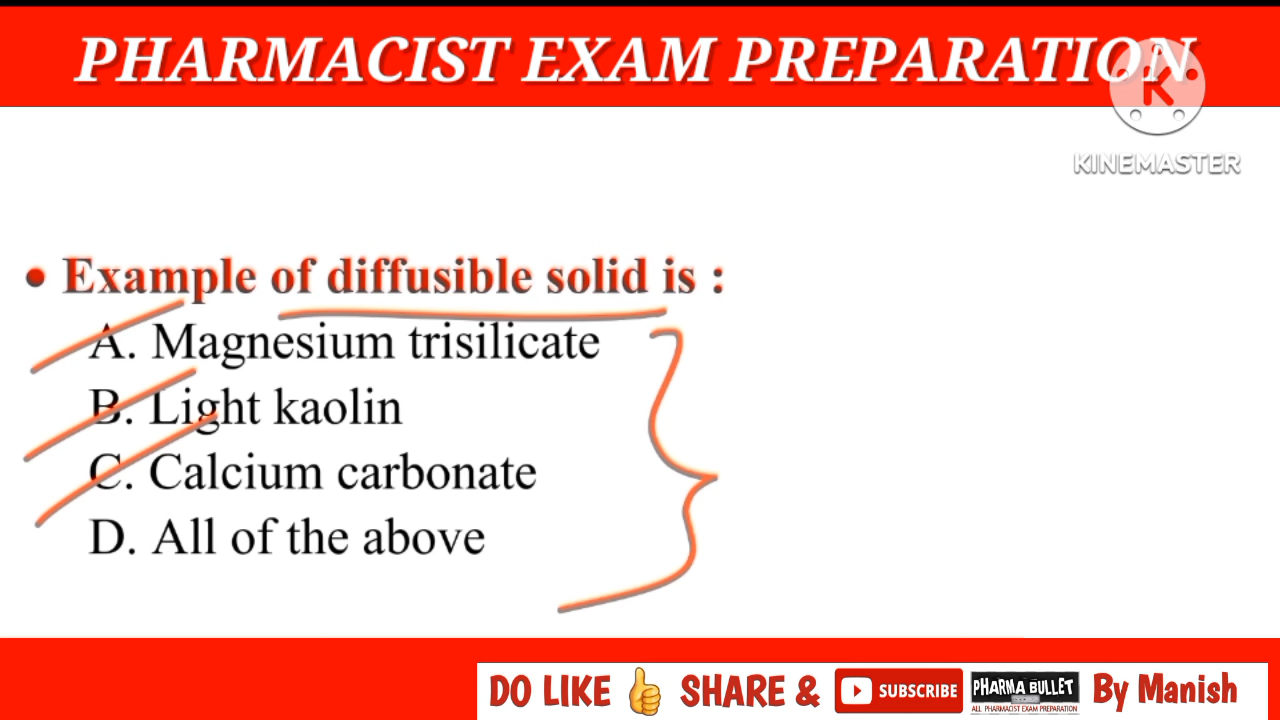 PHARMACIST EXAM PREPARATION
K
KINEMASTER
• Example of diffusible solid is :
A. Magnesium trisilicate
B. Light kaolin
C. Calcium carbonate
D. All of the above
DO LIKE 👍 SHARE & SUBSCRIBE PHARMA BULLET By Manish
ALL PHARMACIST EXAM PREPARATION